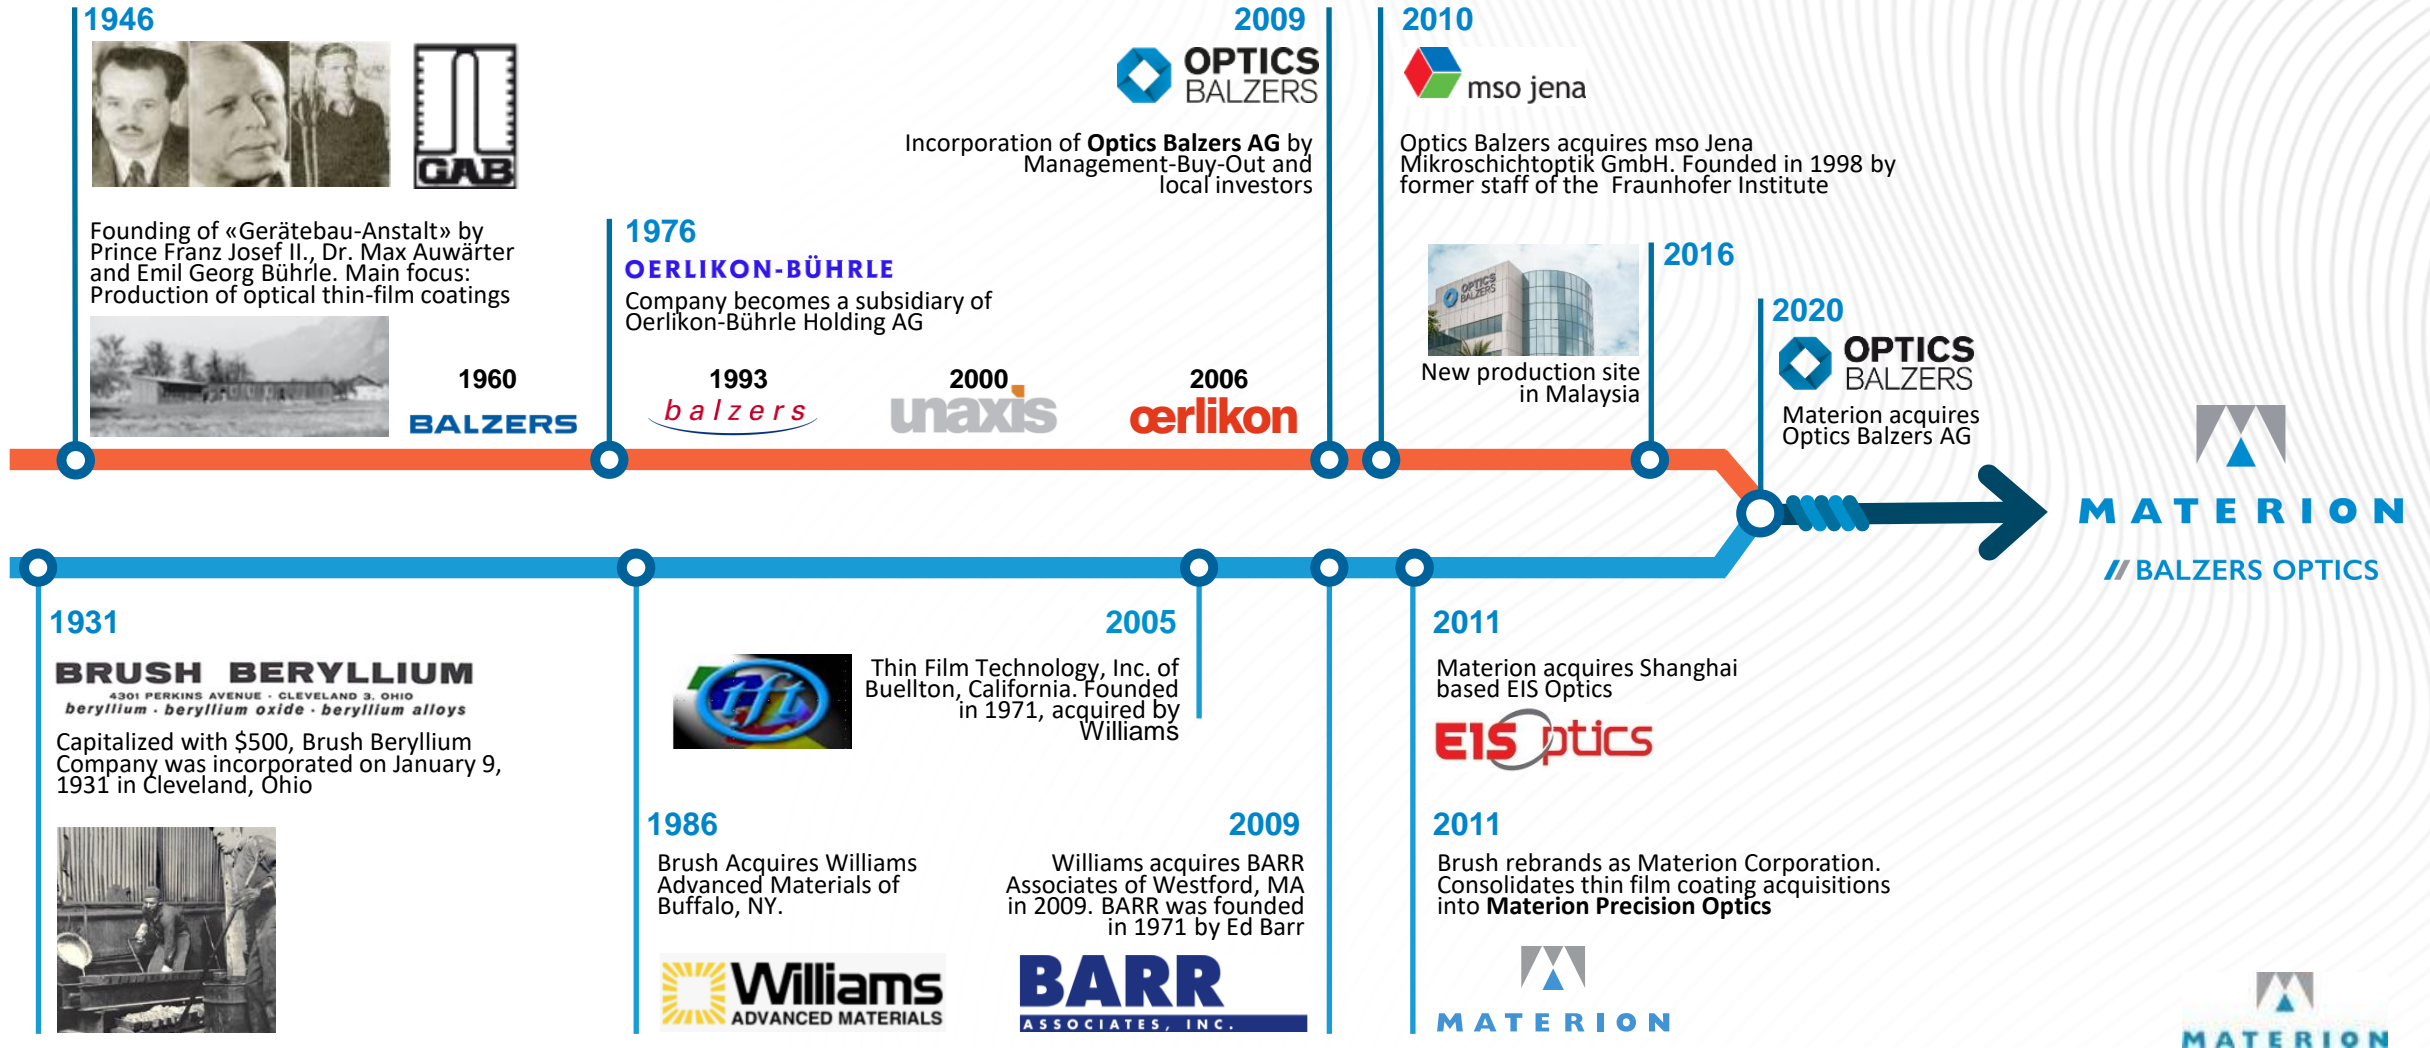 1946
GAB
Founding of «Gerätebau-Anstalt» by
Prince Franz Josef II., Dr. Max Auwärter
and Emil Georg Bührle. Main focus:
Production of optical thin-film coatings
1960
BALZERS
1976
OERLIKON-BÜHRLE
Company becomes a subsidiary of
Oerlikon-Bührle Holding AG
1993
balzers
2000
unaxis
2006
œrlikon
2009
OPTICS
BALZERS
Incorporation of Optics Balzers AG by
Management-Buy-Out and
local investors
2010
mso jena
Optics Balzers acquires mso Jena
Mikroschichtoptik GmbH. Founded in 1998 by
former staff of the Fraunhofer Institute
2016
OPTICS
BALZERS
New production site
in Malaysia
2020
OPTICS
BALZERS
Materion acquires
Optics Balzers AG
MATERION
// BALZERS OPTICS
1931
BRUSH BERYLLIUM
4301 PERKINS AVENUE · CLEVELAND 3, OHIO
beryllium · beryllium oxide · beryllium alloys
Capitalized with $500, Brush Beryllium
Company was incorporated on January 9,
1931 in Cleveland, Ohio
1986
Brush Acquires Williams
Advanced Materials of
Buffalo, NY.
Williams
ADVANCED MATERIALS
2005
tft
Thin Film Technology, Inc. of
Buellton, California. Founded
in 1971, acquired by
Williams
2009
Williams acquires BARR
Associates of Westford, MA
in 2009. BARR was founded
in 1971 by Ed Barr
BARR
ASSOCIATES, INC.
2011
Materion acquires Shanghai
based EIS Optics
EIS Optics
2011
Brush rebrands as Materion Corporation.
Consolidates thin film coating acquisitions
into Materion Precision Optics
MATERION
MATERION